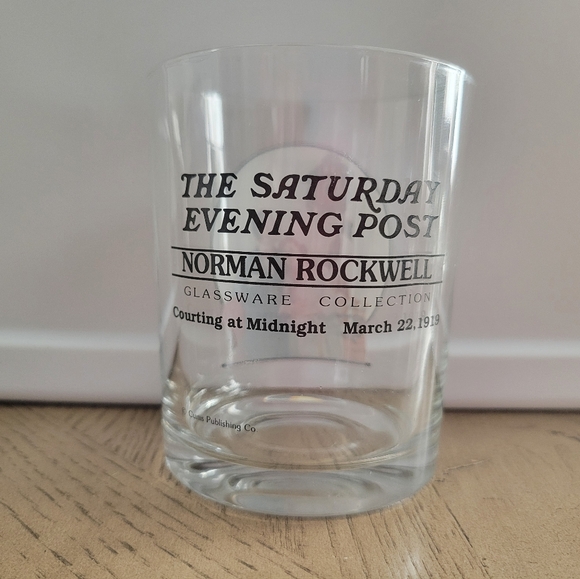 THE SATURDAY
EVENING POST
NORMAN ROCKWELL
GLASSWARE COLLECTION
Courting at Midnight March 22, 1919
Curtis Publishing Co